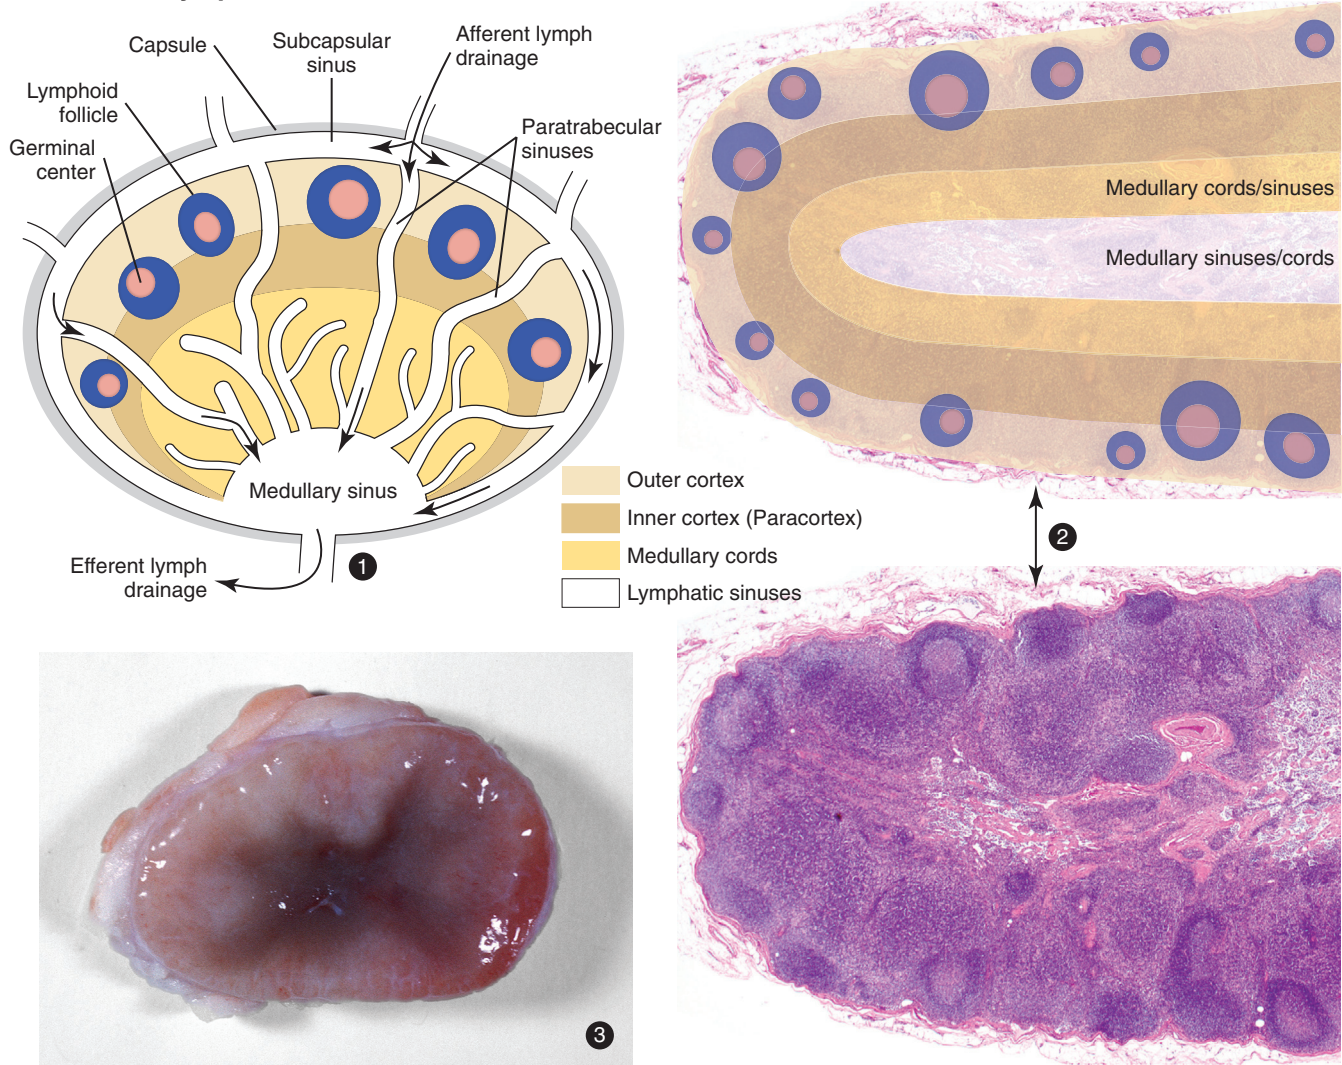 Capsule
Subcapsular
sinus
Afferent lymph
drainage
Lymphoid
follicle
Germinal
center
Paratrabecular
sinuses
Medullary sinus
Efferent lymph
drainage
1
Outer cortex
Inner cortex (Paracortex)
Medullary cords
Lymphatic sinuses
Medullary cords/sinuses
Medullary sinuses/cords
2
3